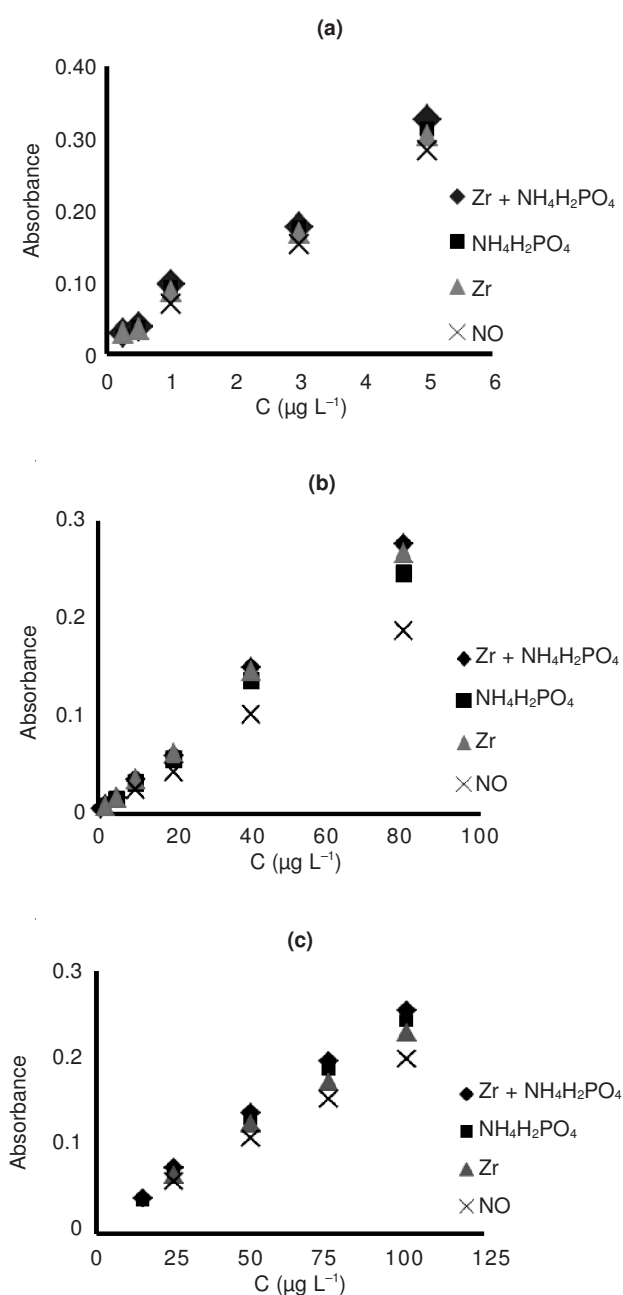 (a)
0.40
0.30
0.20
0.10
0
Absorbance
0 1 2 3 4 5 6
C (µg L⁻¹)
Zr + NH₄H₂PO₄
NH₄H₂PO₄
Zr
NO
(b)
0.3
0.2
0.1
0
Absorbance
0 20 40 60 80 100
C (µg L⁻¹)
Zr + NH₄H₂PO₄
NH₄H₂PO₄
Zr
NO
(c)
0.3
0.2
0.1
0
Absorbance
0 25 50 75 100 125
C (µg L⁻¹)
Zr + NH₄H₂PO₄
NH₄H₂PO₄
Zr
NO